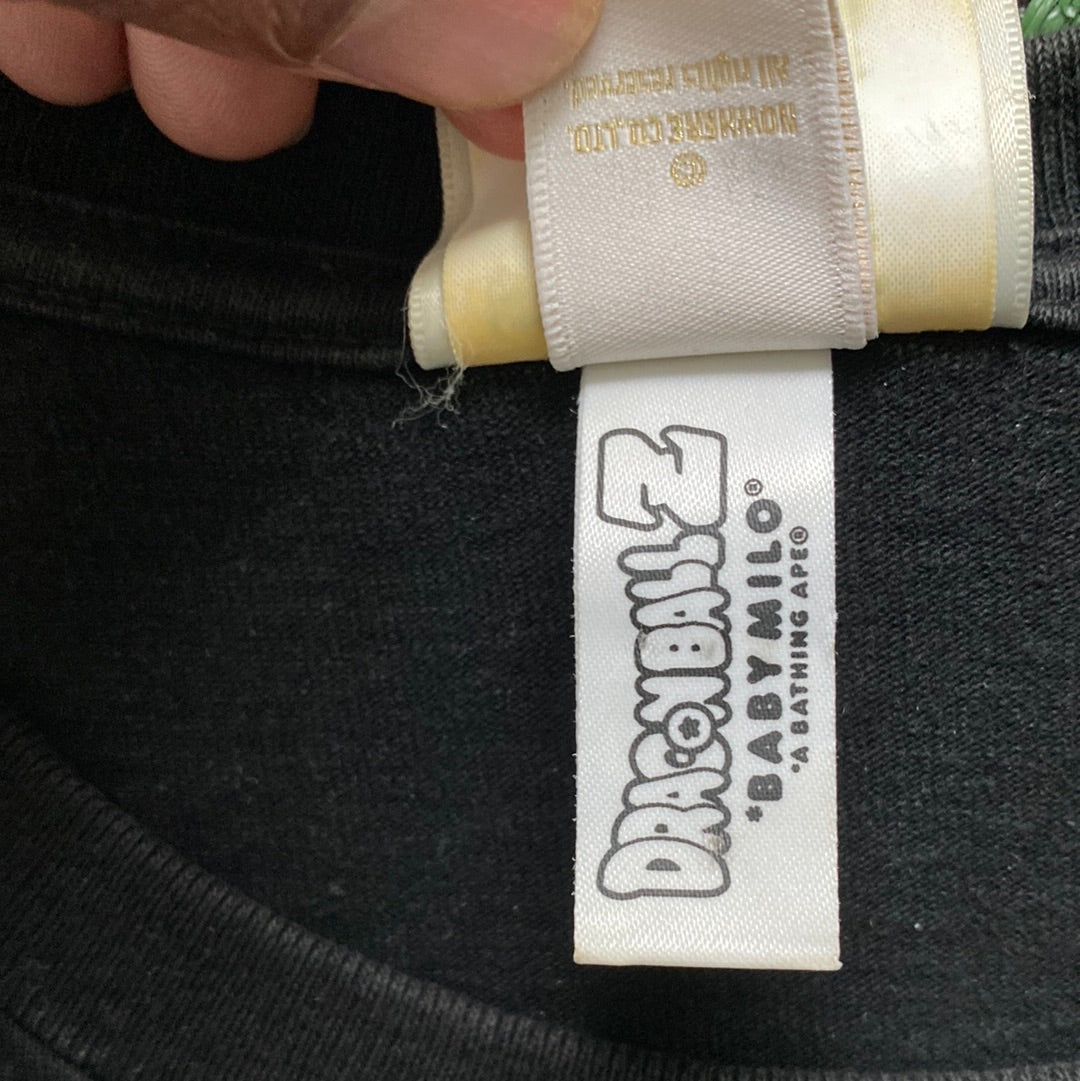 © NOWHERE CO.,LTD.
All rights reserved.
DRAGONBALL Z
*BABY MILO®
*A BATHING APE®